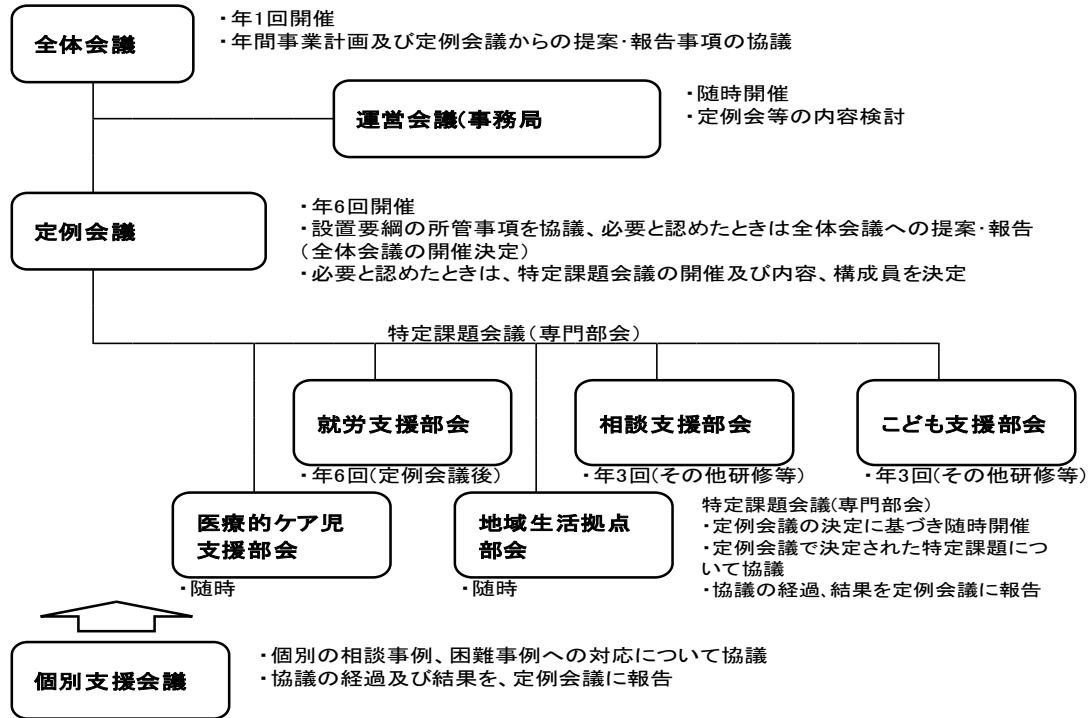 全体会議
・年1回開催
・年間事業計画及び定例会議からの提案・報告事項の協議
運営会議(事務局
・随時開催
・定例会等の内容検討
定例会議
・年6回開催
・設置要綱の所管事項を協議、必要と認めたときは全体会議への提案・報告
(全体会議の開催決定)
・必要と認めたときは、特定課題会議の開催及び内容、構成員を決定
特定課題会議(専門部会)
就労支援部会
・年6回(定例会議後)
相談支援部会
・年3回(その他研修等)
こども支援部会
・年3回(その他研修等)
医療的ケア児
支援部会
・随時
地域生活拠点
部会
・随時
特定課題会議(専門部会)
・定例会議の決定に基づき随時開催
・定例会議で決定された特定課題につ
いて協議
・協議の経過、結果を定例会議に報告
個別支援会議
・個別の相談事例、困難事例への対応について協議
・協議の経過及び結果を、定例会議に報告